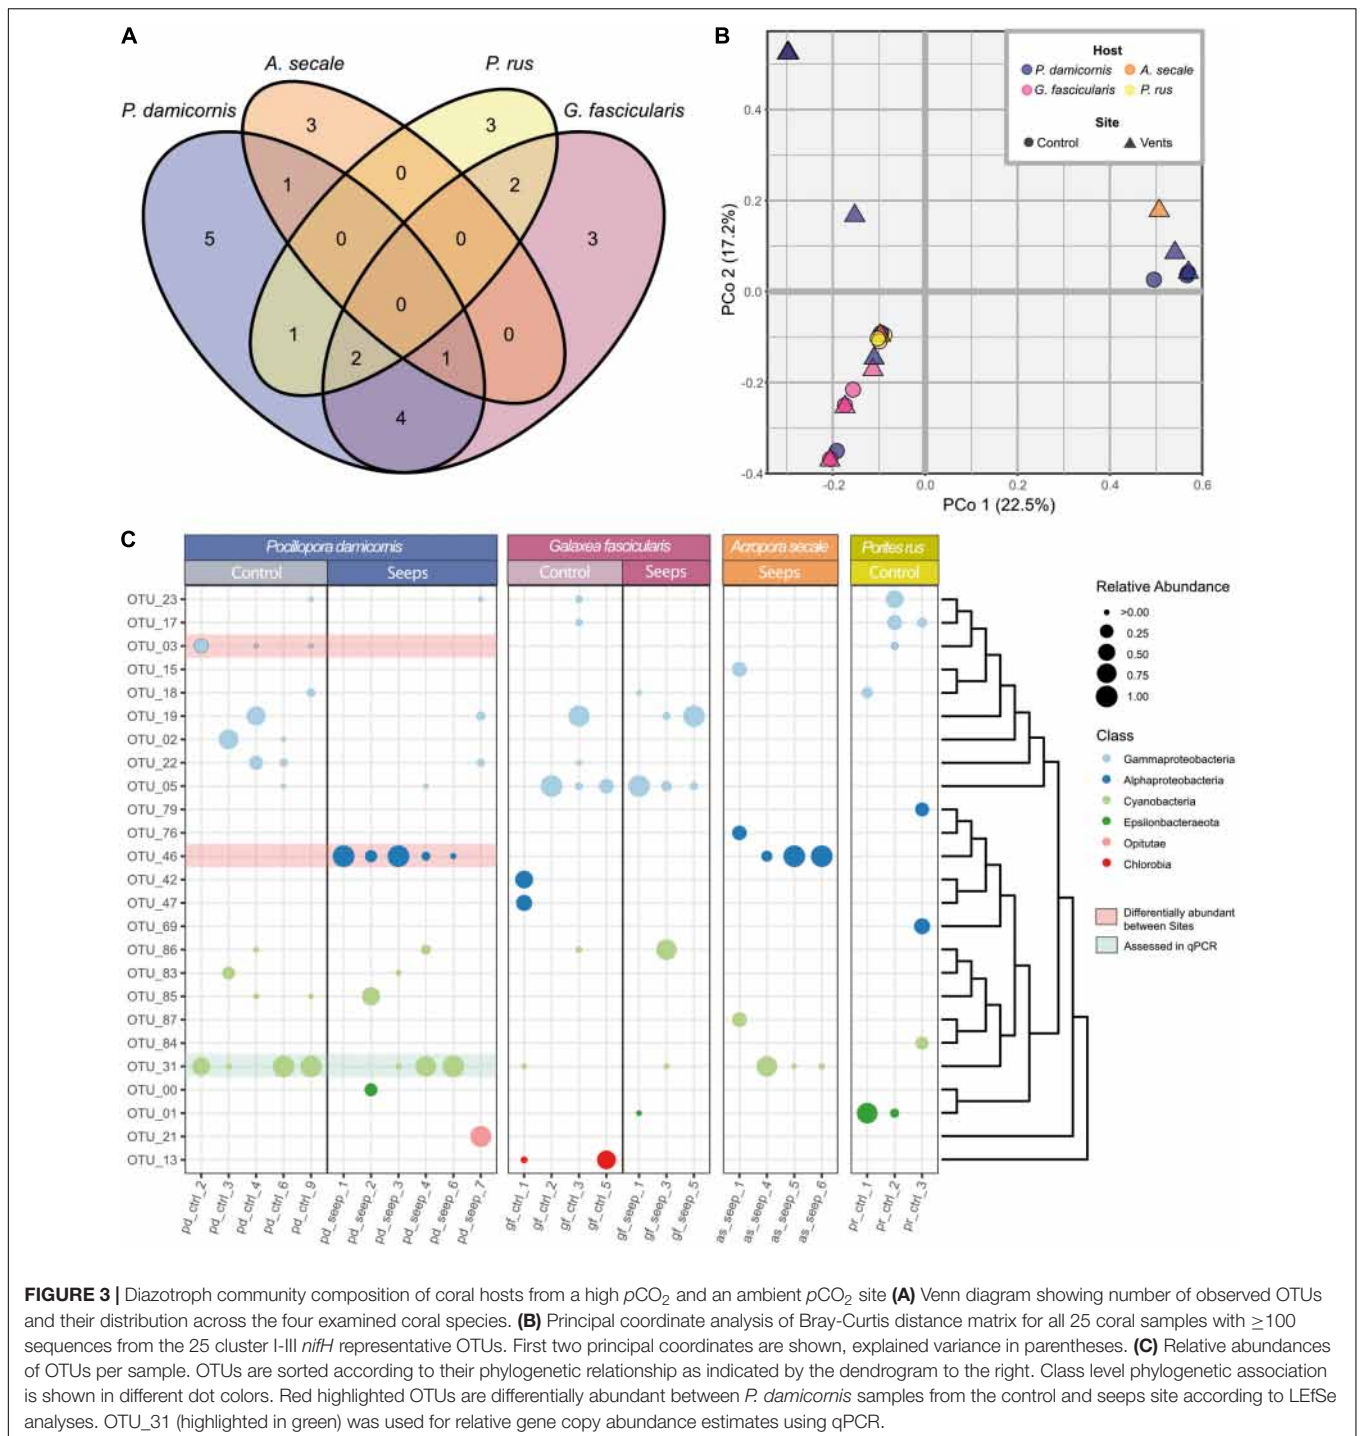 A
A. secale
P. rus
P. damicornis
G. fascicularis
3
3
0
1
2
5
0
0
3
0
1
0
2
1
4
B
Host
P. damicornis
A. secale
G. fascicularis
P. rus
Site
Control
Vents
0.4
0.2
0.0
-0.2
-0.4
PCo 2 (17.2%)
-0.2
0.0
0.2
0.4
0.6
PCo 1 (22.5%)
C
Pocillopora damicornis
Galaxea fascicularis
Acropora secale
Porites rus
Control
Seeps
Control
Seeps
Seeps
Control
OTU_23
OTU_17
OTU_03
OTU_15
OTU_18
OTU_19
OTU_02
OTU_22
OTU_05
OTU_79
OTU_76
OTU_46
OTU_42
OTU_47
OTU_69
OTU_86
OTU_83
OTU_85
OTU_87
OTU_84
OTU_31
OTU_00
OTU_01
OTU_21
OTU_13
pd_ctrl_2
pd_ctrl_3
pd_ctrl_4
pd_ctrl_6
pd_ctrl_9
pd_seep_1
pd_seep_2
pd_seep_3
pd_seep_4
pd_seep_6
pd_seep_7
gf_ctrl_1
gf_ctrl_2
gf_ctrl_3
gf_ctrl_5
gf_seep_1
gf_seep_3
gf_seep_5
as_seep_1
as_seep_4
as_seep_5
as_seep_6
pr_ctrl_1
pr_ctrl_2
pr_ctrl_3
Relative Abundance
>0.00
0.25
0.50
0.75
1.00
Class
Gammaproteobacteria
Alphaproteobacteria
Cyanobacteria
Epsilonbacteraeota
Opitutae
Chlorobia
Differentially abundant
between Sites
Assessed in qPCR
FIGURE 3 | Diazotroph community composition of coral hosts from a high pCO₂ and an ambient pCO₂ site (A) Venn diagram showing number of observed OTUs
and their distribution across the four examined coral species. (B) Principal coordinate analysis of Bray-Curtis distance matrix for all 25 coral samples with ≥100
sequences from the 25 cluster I-III nifH representative OTUs. First two principal coordinates are shown, explained variance in parentheses. (C) Relative abundances
of OTUs per sample. OTUs are sorted according to their phylogenetic relationship as indicated by the dendrogram to the right. Class level phylogenetic association
is shown in different dot colors. Red highlighted OTUs are differentially abundant between P. damicornis samples from the control and seeps site according to LEfSe
analyses. OTU_31 (highlighted in green) was used for relative gene copy abundance estimates using qPCR.